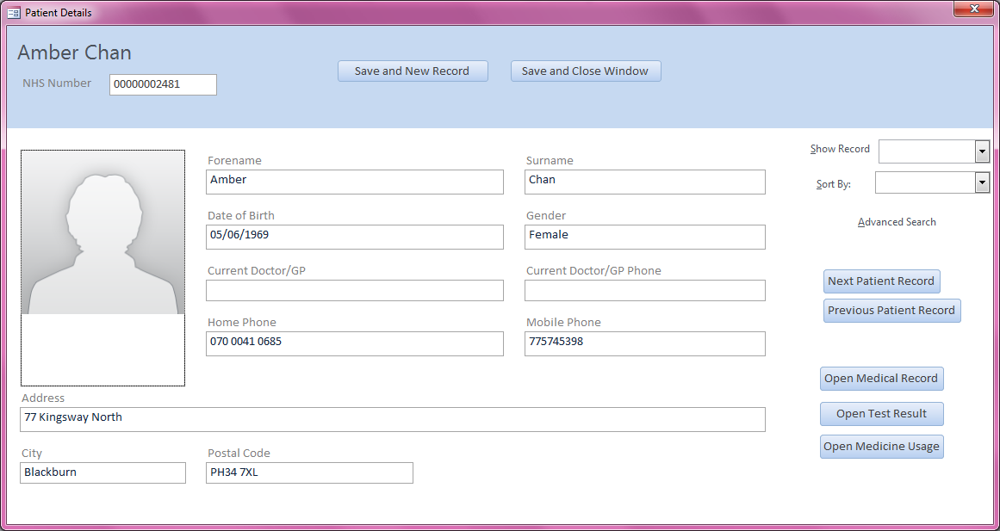 Patient Details
Amber Chan
NHS Number 00000002481
Save and New Record Save and Close Window
Show Record
Sort By:
Advanced Search
Forename Surname
Amber Chan
Date of Birth Gender
05/06/1969 Female
Current Doctor/GP Current Doctor/GP Phone
Home Phone Mobile Phone
070 0041 0685 775745398
Address
77 Kingsway North
City Postal Code
Blackburn PH34 7XL
Next Patient Record
Previous Patient Record
Open Medical Record
Open Test Result
Open Medicine Usage